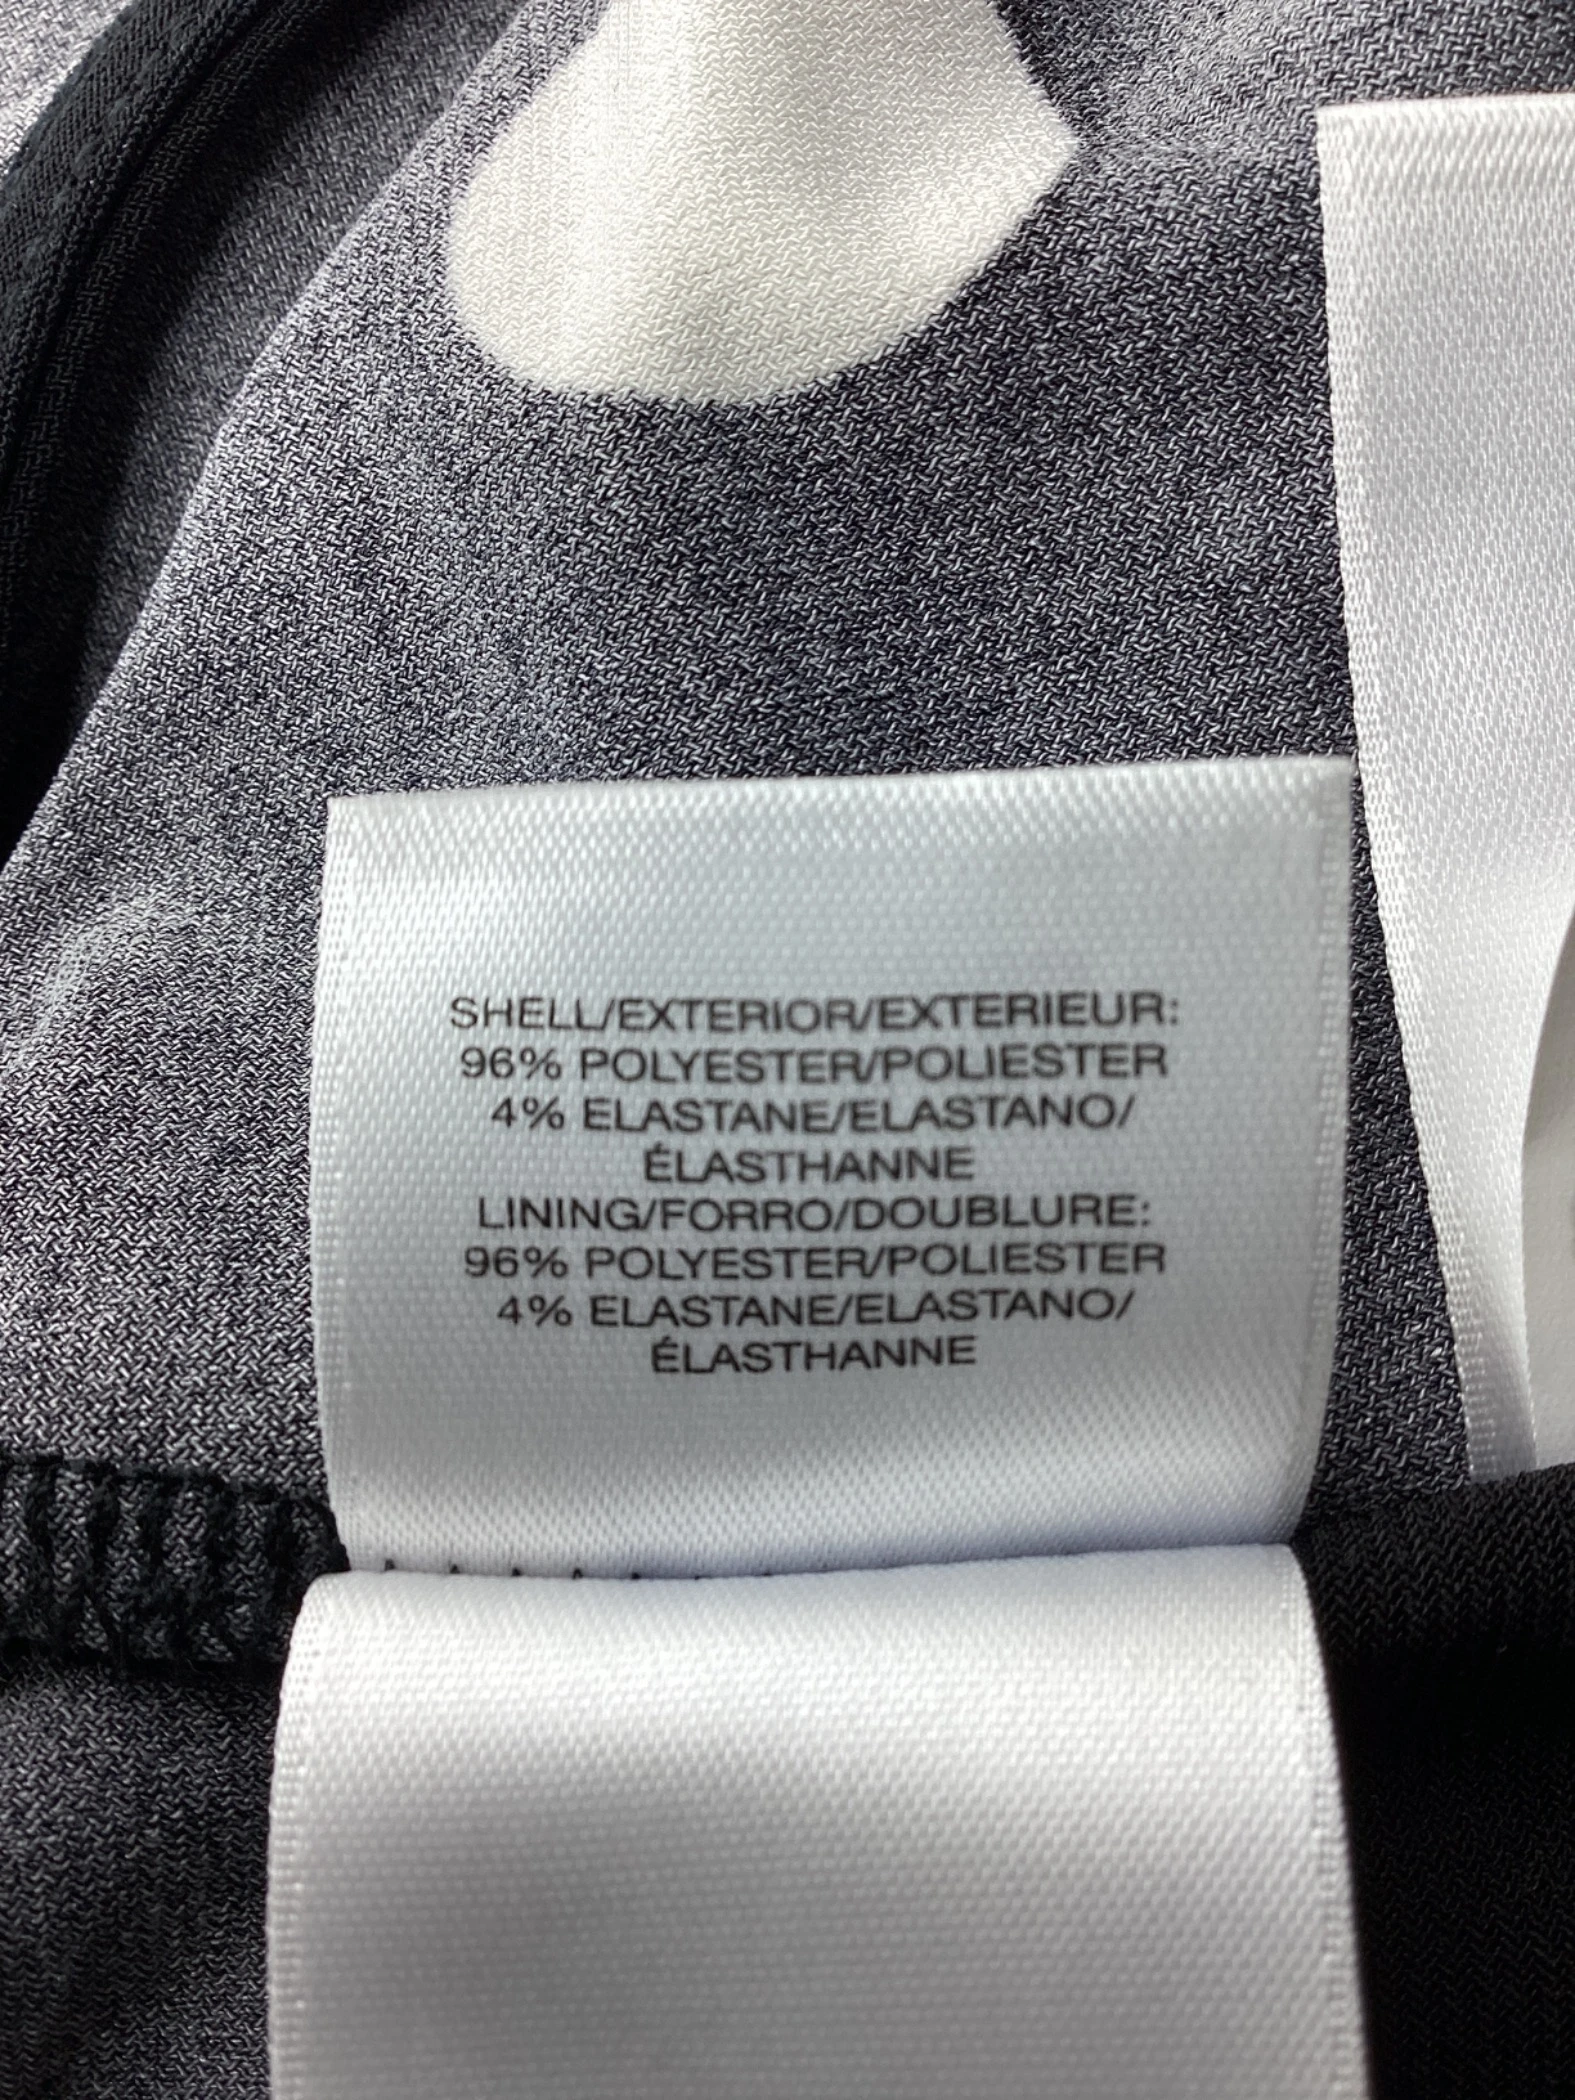 SHELL/EXTERIOR/EXTERIEUR:
96% POLYESTER/POLIESTER
4% ELASTANE/ELASTANO/
ÉLASTHANNE
LINING/FORRO/DOUBLURE:
96% POLYESTER/POLIESTER
4% ELASTANE/ELASTANO/
ÉLASTHANNE